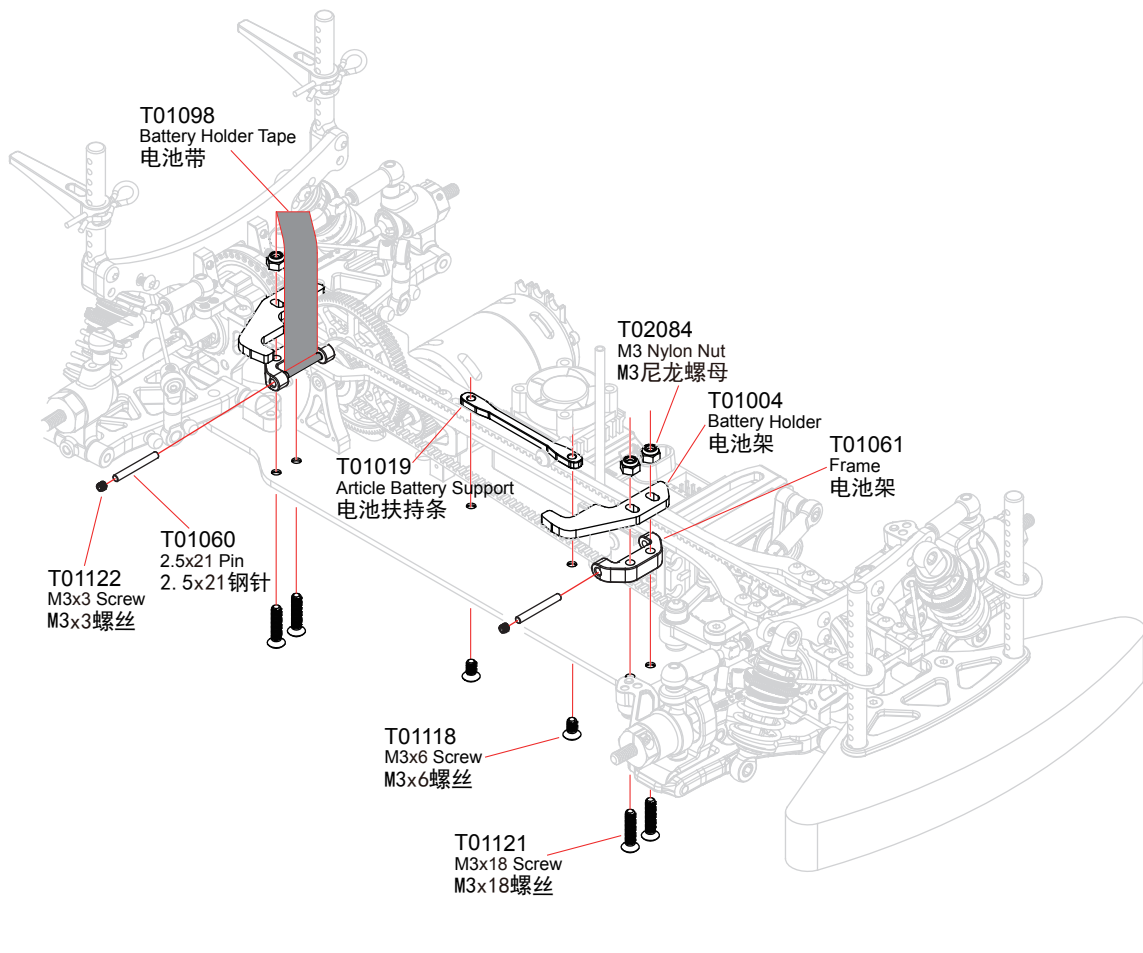 T01098
Battery Holder Tape
电池带
T02084
M3 Nylon Nut
M3尼龙螺母
T01004
Battery Holder
电池架
T01061
Frame
电池架
T01019
Article Battery Support
电池扶持条
T01060
2.5x21 Pin
2.5x21钢针
T01122
M3x3 Screw
M3x3螺丝
T01118
M3x6 Screw
M3x6螺丝
T01121
M3x18 Screw
M3x18螺丝